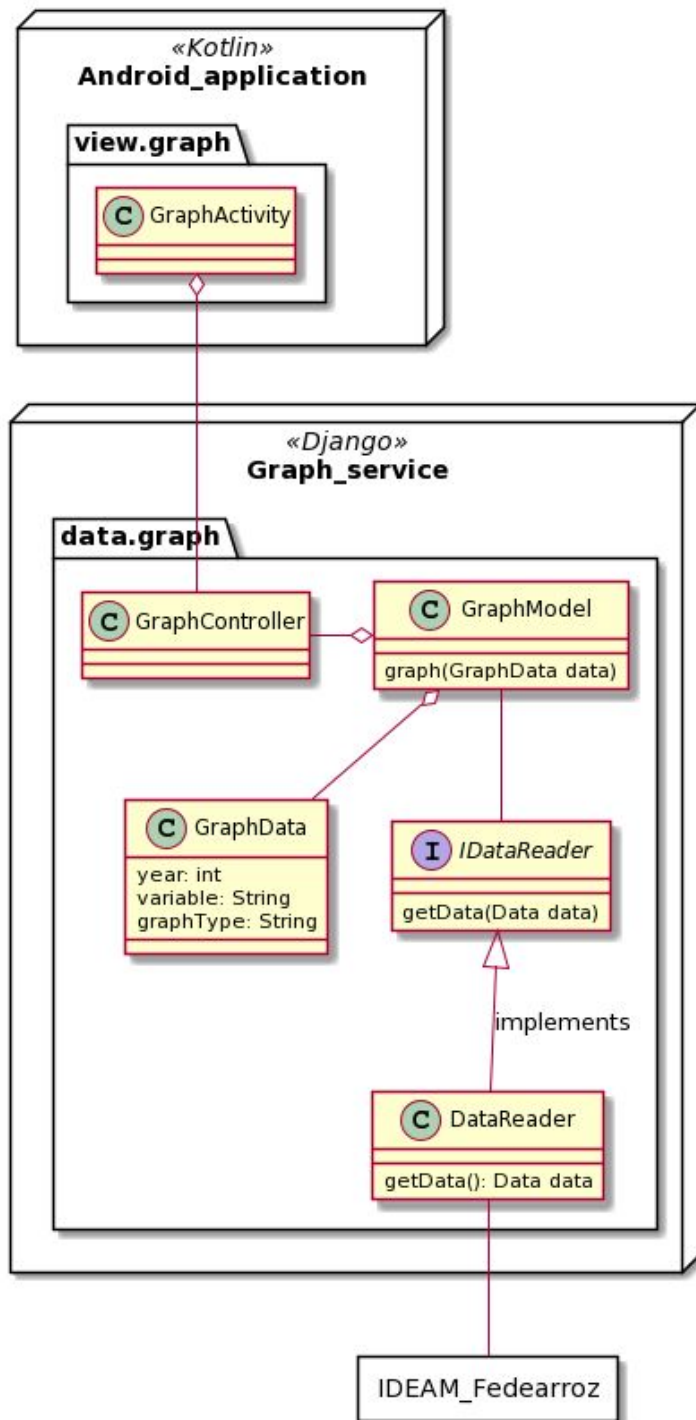 «Kotlin»
Android_application
view.graph
C GraphActivity
«Django»
Graph_service
data.graph
C GraphController
C GraphModel
graph(GraphData data)
C GraphData
year: int
variable: String
graphType: String
I IDataReader
getData(Data data)
implements
C DataReader
getData(): Data data
IDEAM_Fedearroz